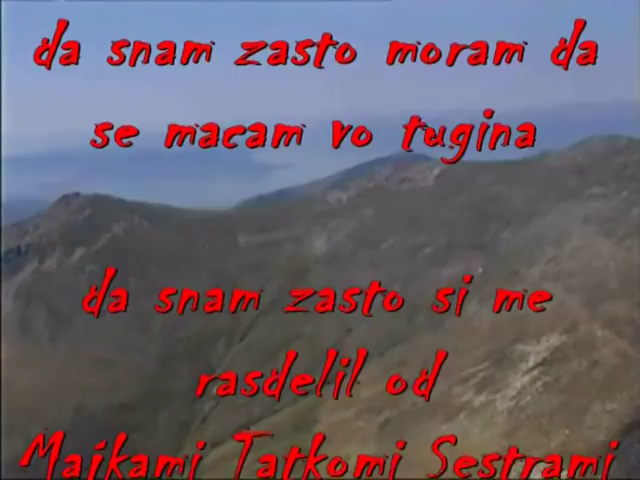 da snam zasto moram da
se macam vo tugina
da snam zasto si me
rasdelil od
Majkami Tatkomi Sestrami